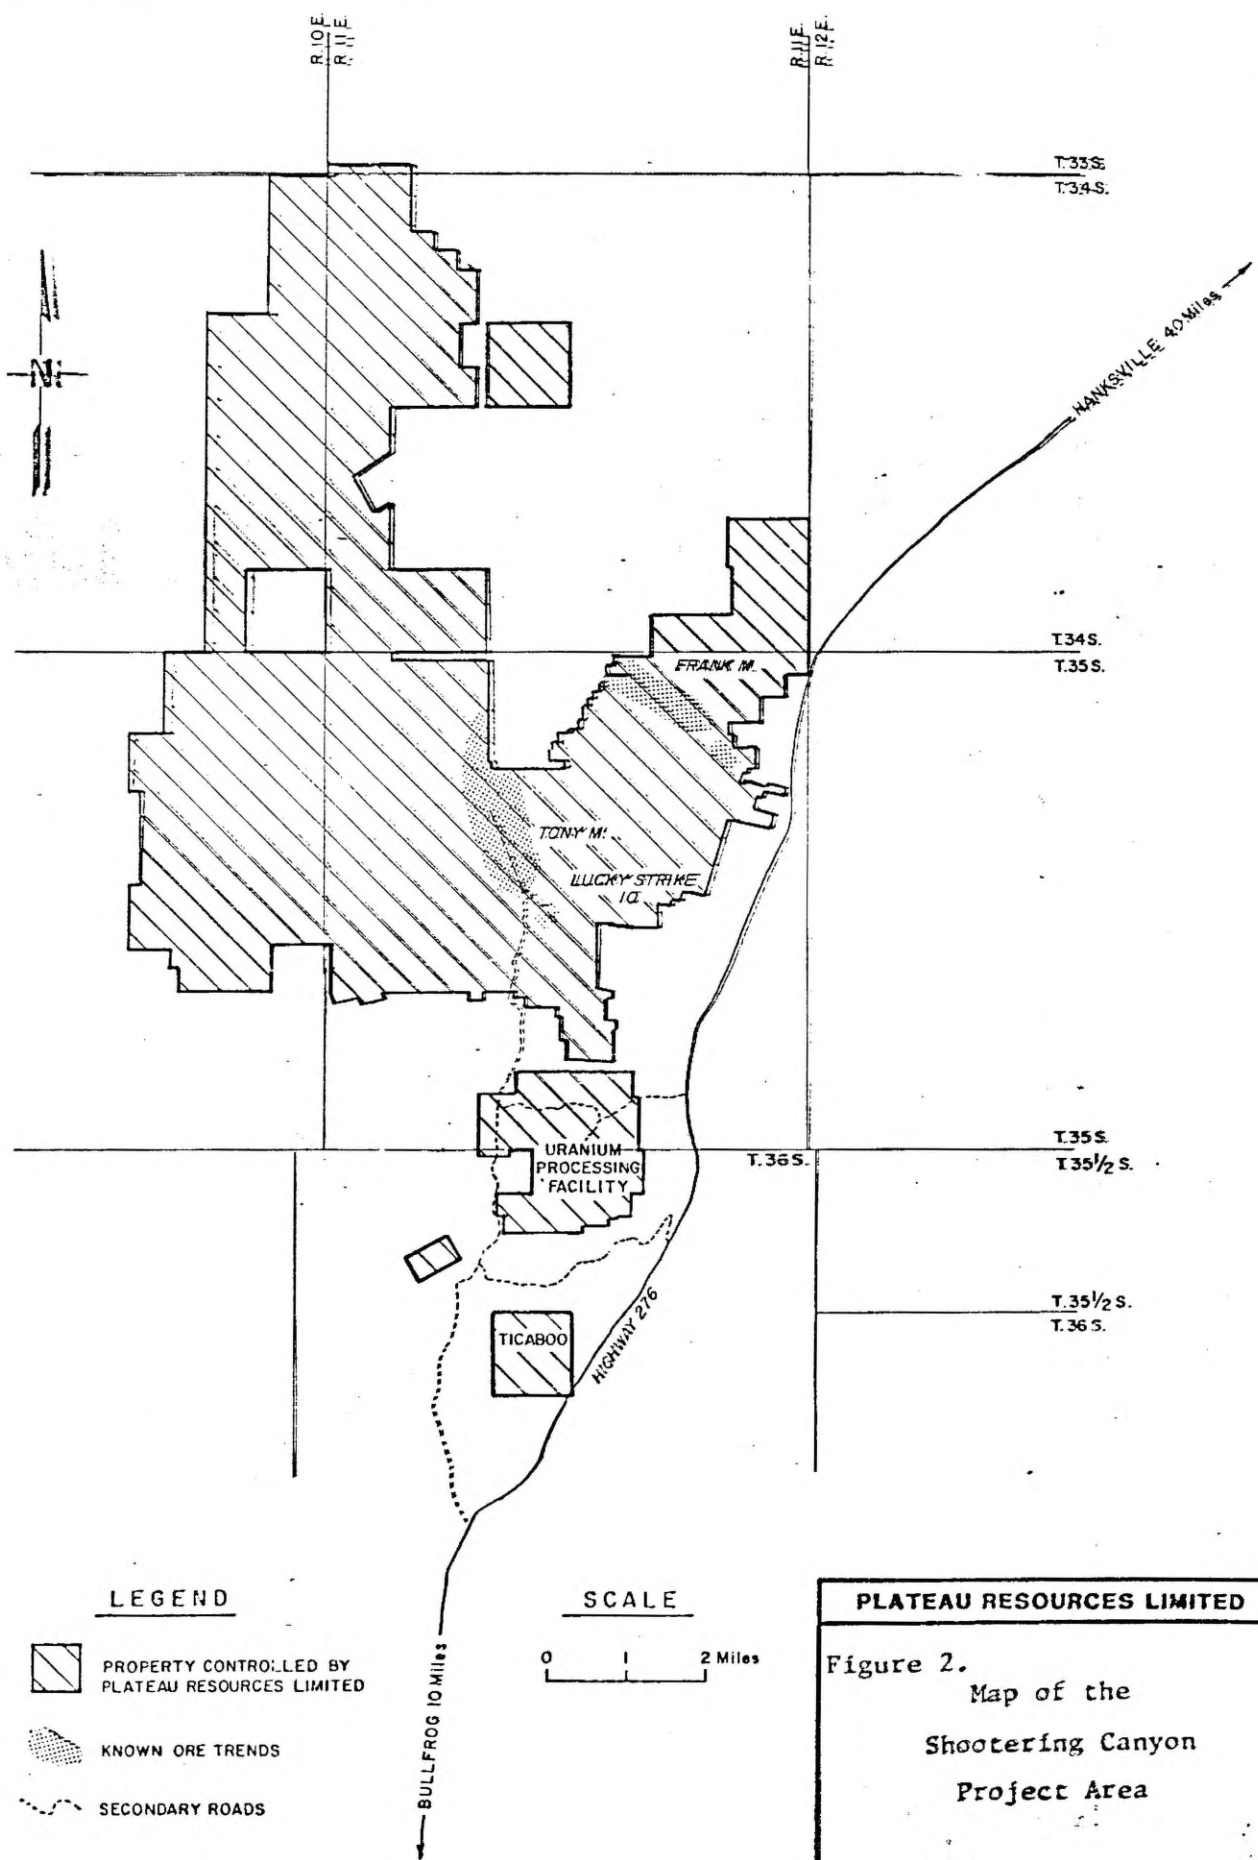 R.10E.
R.11E.
R.11E.
R.12E.
T.33S.
T.34S.
HANKSVILLE 40 Miles
N
T.34S.
T.35S.
FRANK M.
TONY M.
LUCKY STRIKE
10
T.35S.
T.36S.
T.35½S.
URANIUM
PROCESSING
FACILITY
T.35½S.
T.36S.
TICABOO
HIGHWAY 276
BULLFROG 10 Miles
LEGEND
PROPERTY CONTROLLED BY
PLATEAU RESOURCES LIMITED
KNOWN ORE TRENDS
SECONDARY ROADS
SCALE
0 1 2 Miles
PLATEAU RESOURCES LIMITED
Figure 2.
Map of the
Shootering Canyon
Project Area